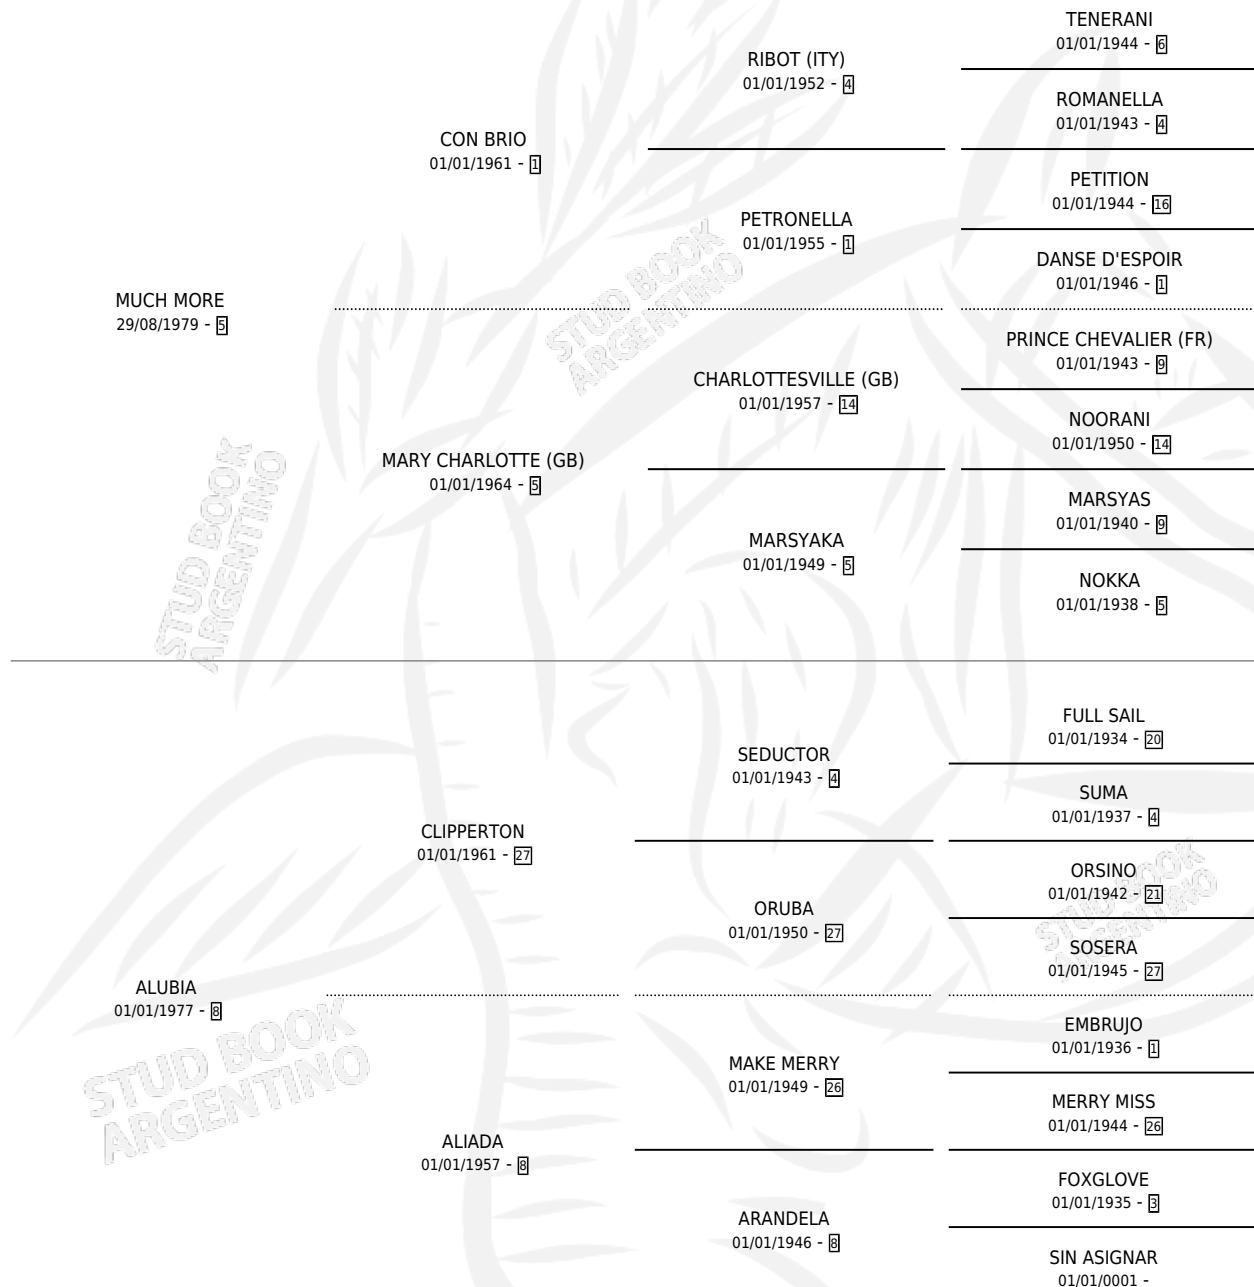 TENERANI
01/01/1944 - 6
RIBOT (ITY)
01/01/1952 - 4
ROMANELLA
01/01/1943 - 4
CON BRIO
01/01/1961 - 1
PETITION
01/01/1944 - 16
PETRONELLA
01/01/1955 - 1
DANSE D'ESPOIR
01/01/1946 - 1
MUCH MORE
29/08/1979 - 5
PRINCE CHEVALIER (FR)
01/01/1943 - 9
CHARLOTTESVILLE (GB)
01/01/1957 - 14
NOORANI
01/01/1950 - 14
MARY CHARLOTTE (GB)
01/01/1964 - 5
MARSYAS
01/01/1940 - 9
MARSYAKA
01/01/1949 - 5
NOKKA
01/01/1938 - 5
FULL SAIL
01/01/1934 - 20
SEDUCTOR
01/01/1943 - 4
SUMA
01/01/1937 - 4
CLIPPERTON
01/01/1961 - 27
ORSINO
01/01/1942 - 21
ORUBA
01/01/1950 - 27
SOSERA
01/01/1945 - 27
ALUBIA
01/01/1977 - 8
EMBRUJO
01/01/1936 - 1
MAKE MERRY
01/01/1949 - 26
MERRY MISS
01/01/1944 - 26
ALIADA
01/01/1957 - 8
FOXGLOVE
01/01/1935 - 3
ARANDELA
01/01/1946 - 8
SIN ASIGNAR
01/01/0001 -
STUD BOOK
ARGENTINO
STUD BOOK
ARGENTINO
STUD BOOK
ARGENTINO
STUD BOOK
ARGENTINO